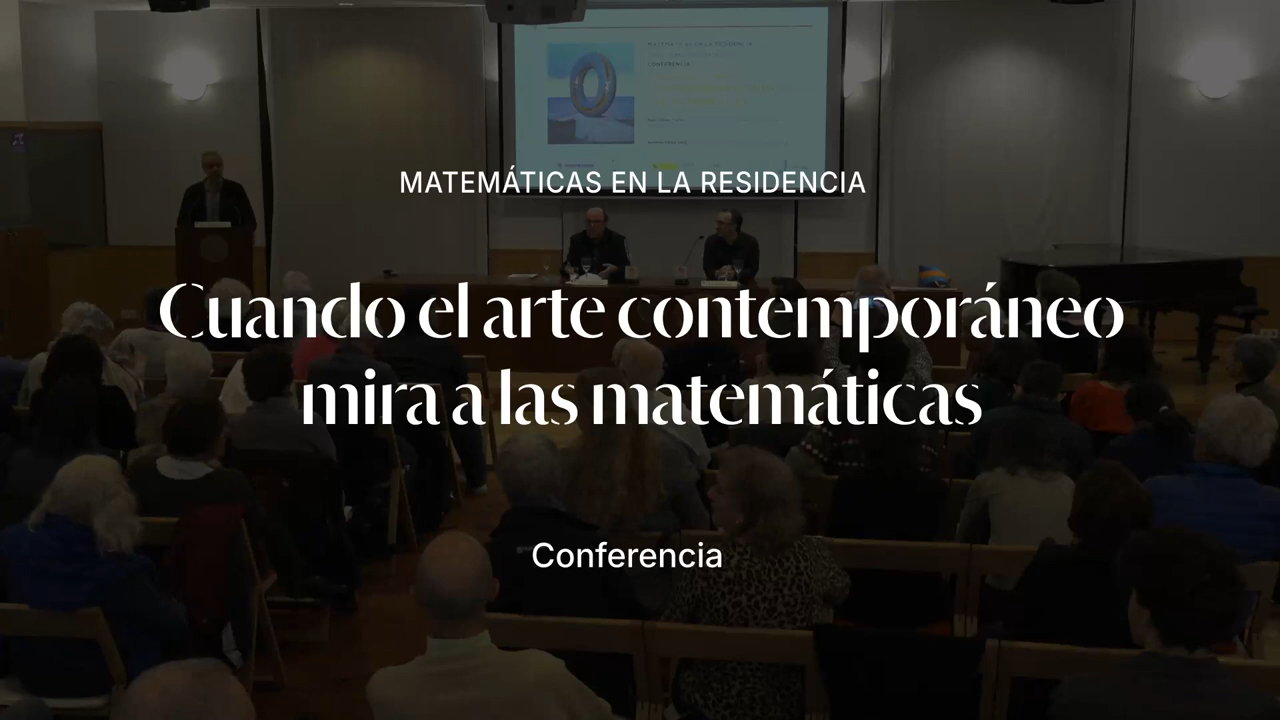 MATEMÁTICAS EN LA RESIDENCIA
Cuando el arte contemporáneo
mira a las matemáticas
Conferencia